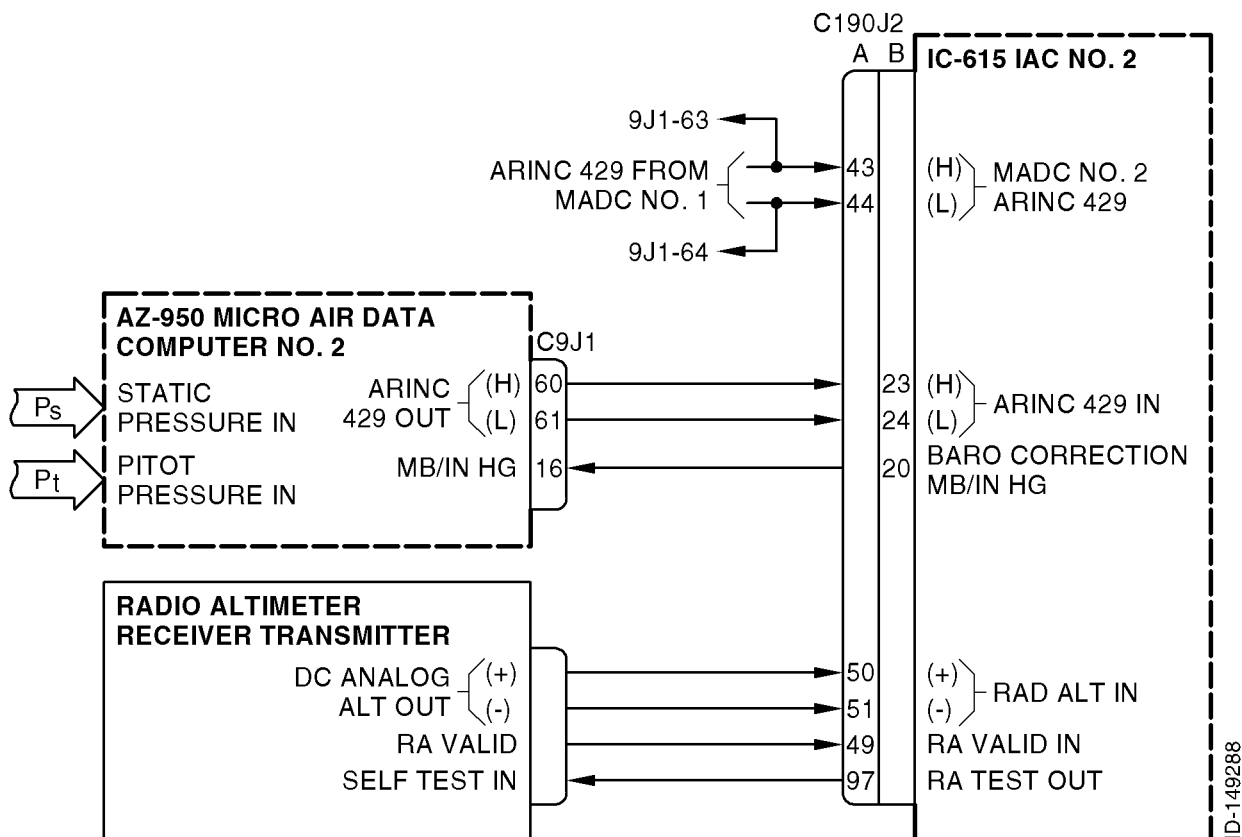 C190J2
A B
IC-615 IAC NO. 2
9J1-63
ARINC 429 FROM
MADC NO. 1
9J1-64
43
44
(H)
(L)
MADC NO. 2
ARINC 429
AZ-950 MICRO AIR DATA
COMPUTER NO. 2
C9J1
Ps
STATIC
PRESSURE IN
Pt
PITOT
PRESSURE IN
ARINC
429 OUT
(H)
(L)
60
61
MB/IN HG
16
23
24
20
(H)
(L)
ARINC 429 IN
BARO CORRECTION
MB/IN HG
RADIO ALTIMETER
RECEIVER TRANSMITTER
DC ANALOG
ALT OUT
(+)
(-)
RA VALID
SELF TEST IN
50
51
49
97
(+)
(-)
RAD ALT IN
RA VALID IN
RA TEST OUT
ID-149288